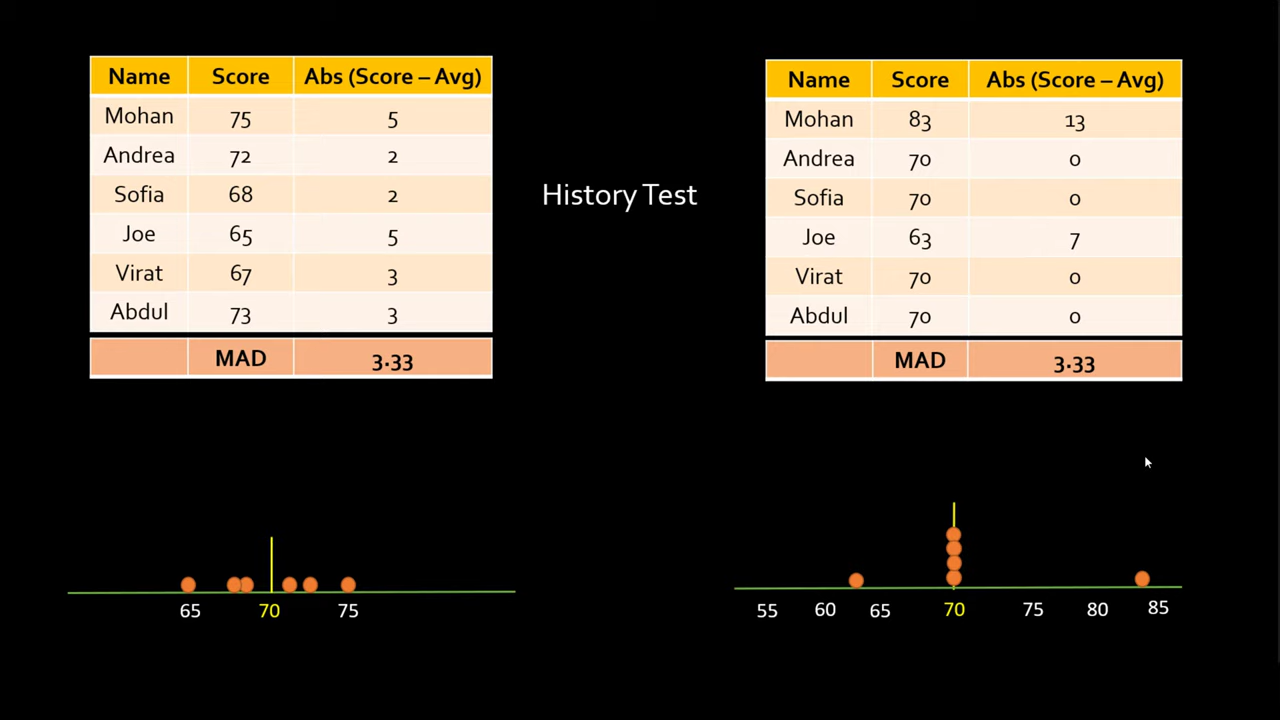 Name Score Abs (Score – Avg)
Mohan 75 5
Andrea 72 2
Sofia 68 2
Joe 65 5
Virat 67 3
Abdul 73 3
MAD 3.33
History Test
Name Score Abs (Score – Avg)
Mohan 83 13
Andrea 70 0
Sofia 70 0
Joe 63 7
Virat 70 0
Abdul 70 0
MAD 3.33
65 70 75
55 60 65 70 75 80 85